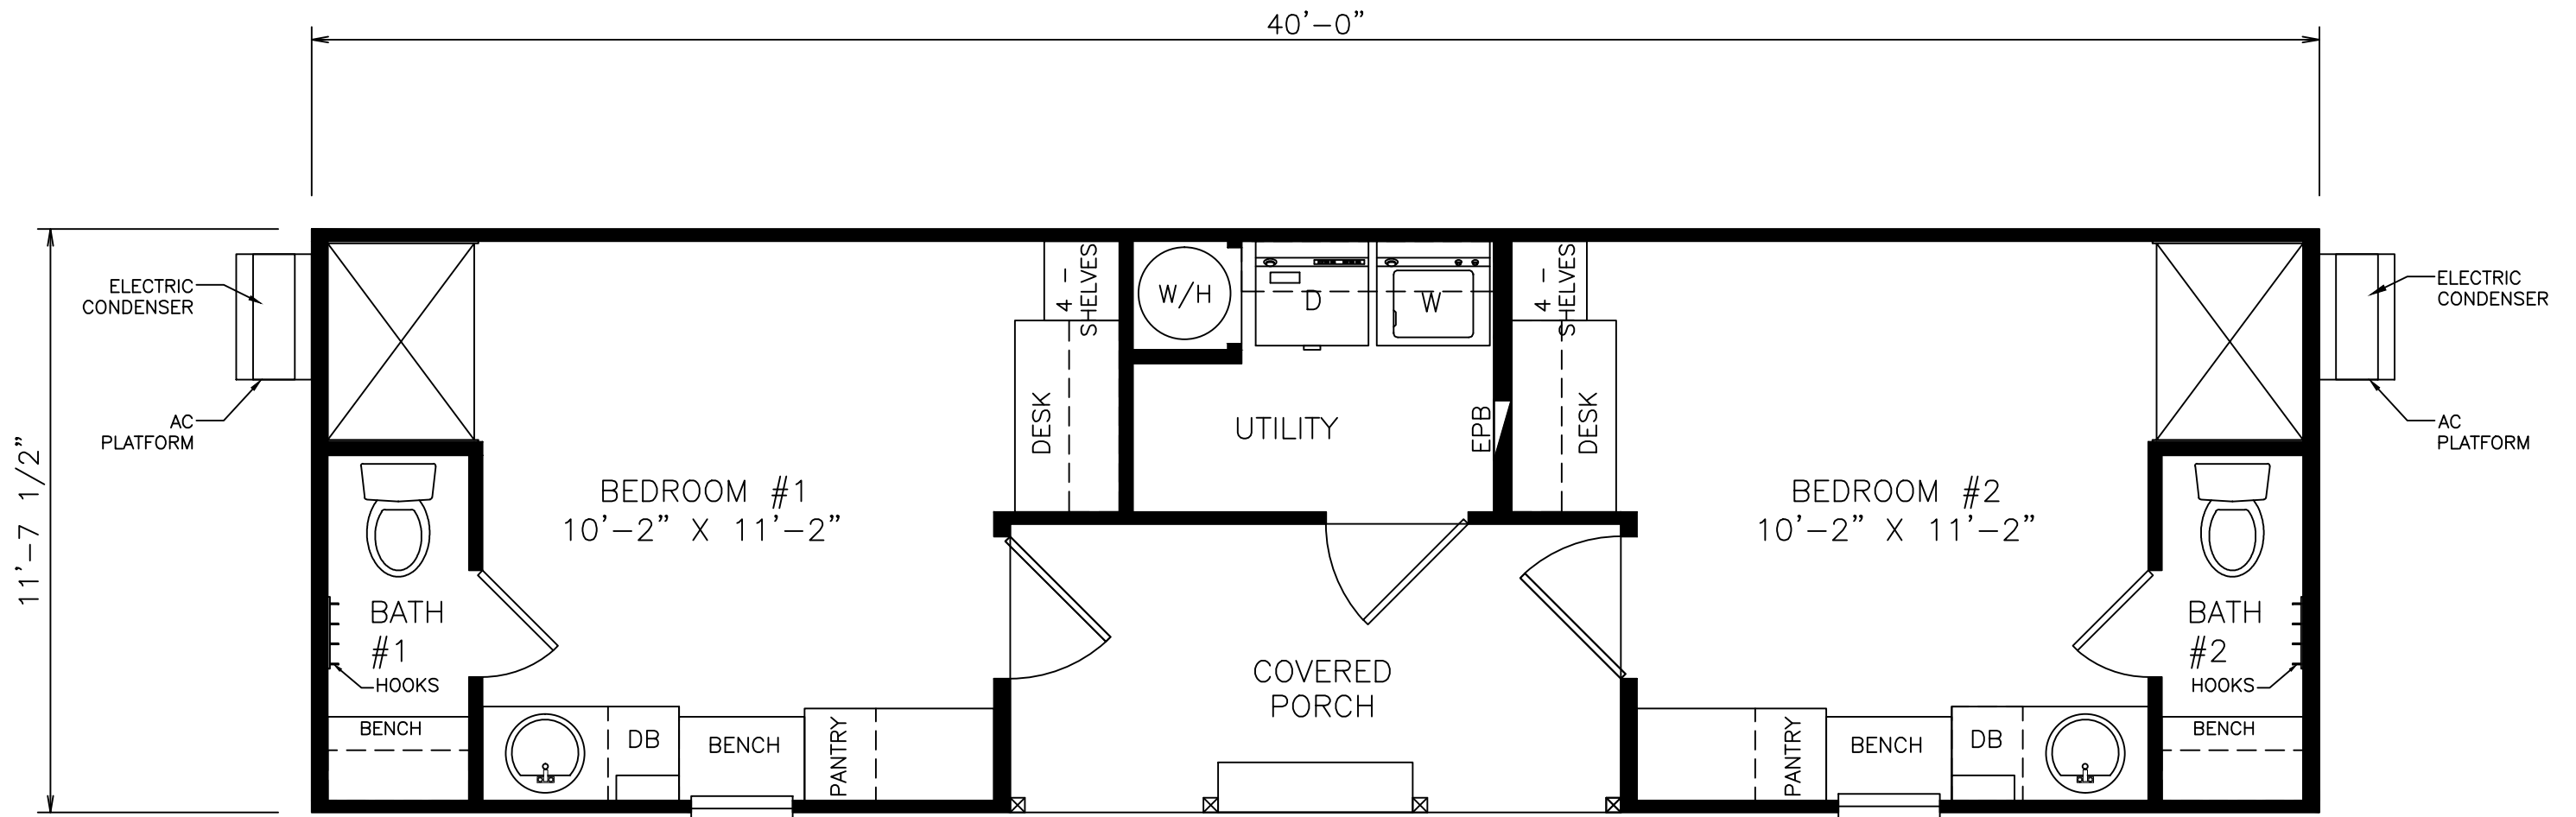 40'-0"
11'-7 1/2"
ELECTRIC
CONDENSER
AC
PLATFORM
4 -
SHELVES
W/H
D
W
4 -
SHELVES
ELECTRIC
CONDENSER
AC
PLATFORM
DESK
UTILITY
EPB
DESK
BEDROOM #1
10'-2" X 11'-2"
BEDROOM #2
10'-2" X 11'-2"
BATH
#1
HOOKS
BENCH
DB
BENCH
PANTRY
COVERED
PORCH
PANTRY
BENCH
DB
BATH
#2
HOOKS
BENCH